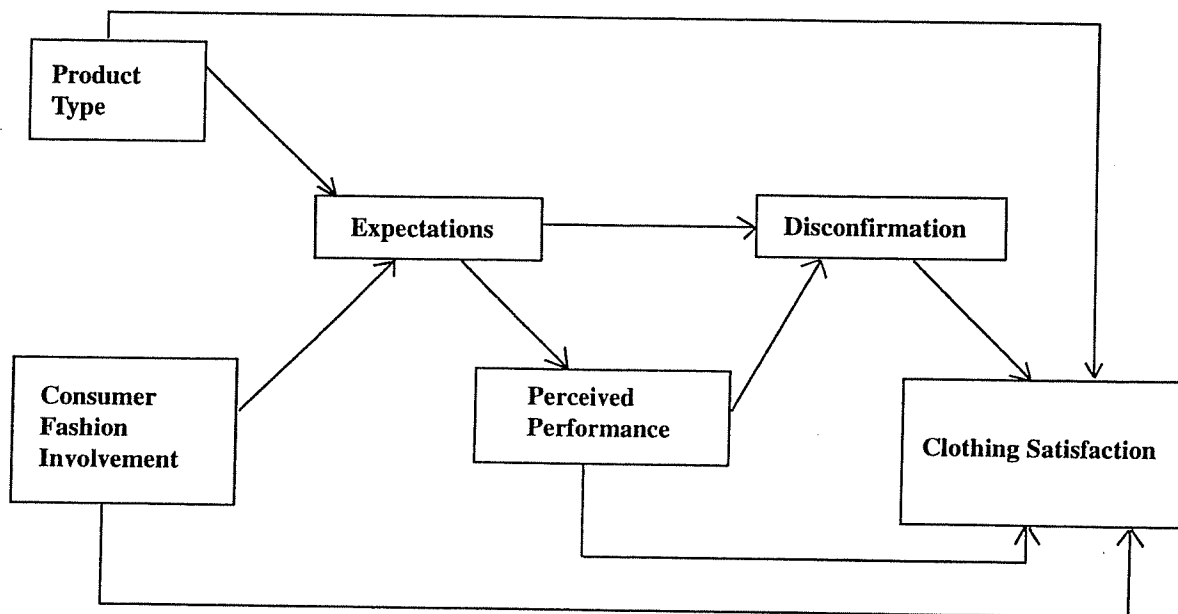 Product
Type
Expectations
Disconfirmation
Consumer
Fashion
Involvement
Perceived
Performance
Clothing Satisfaction